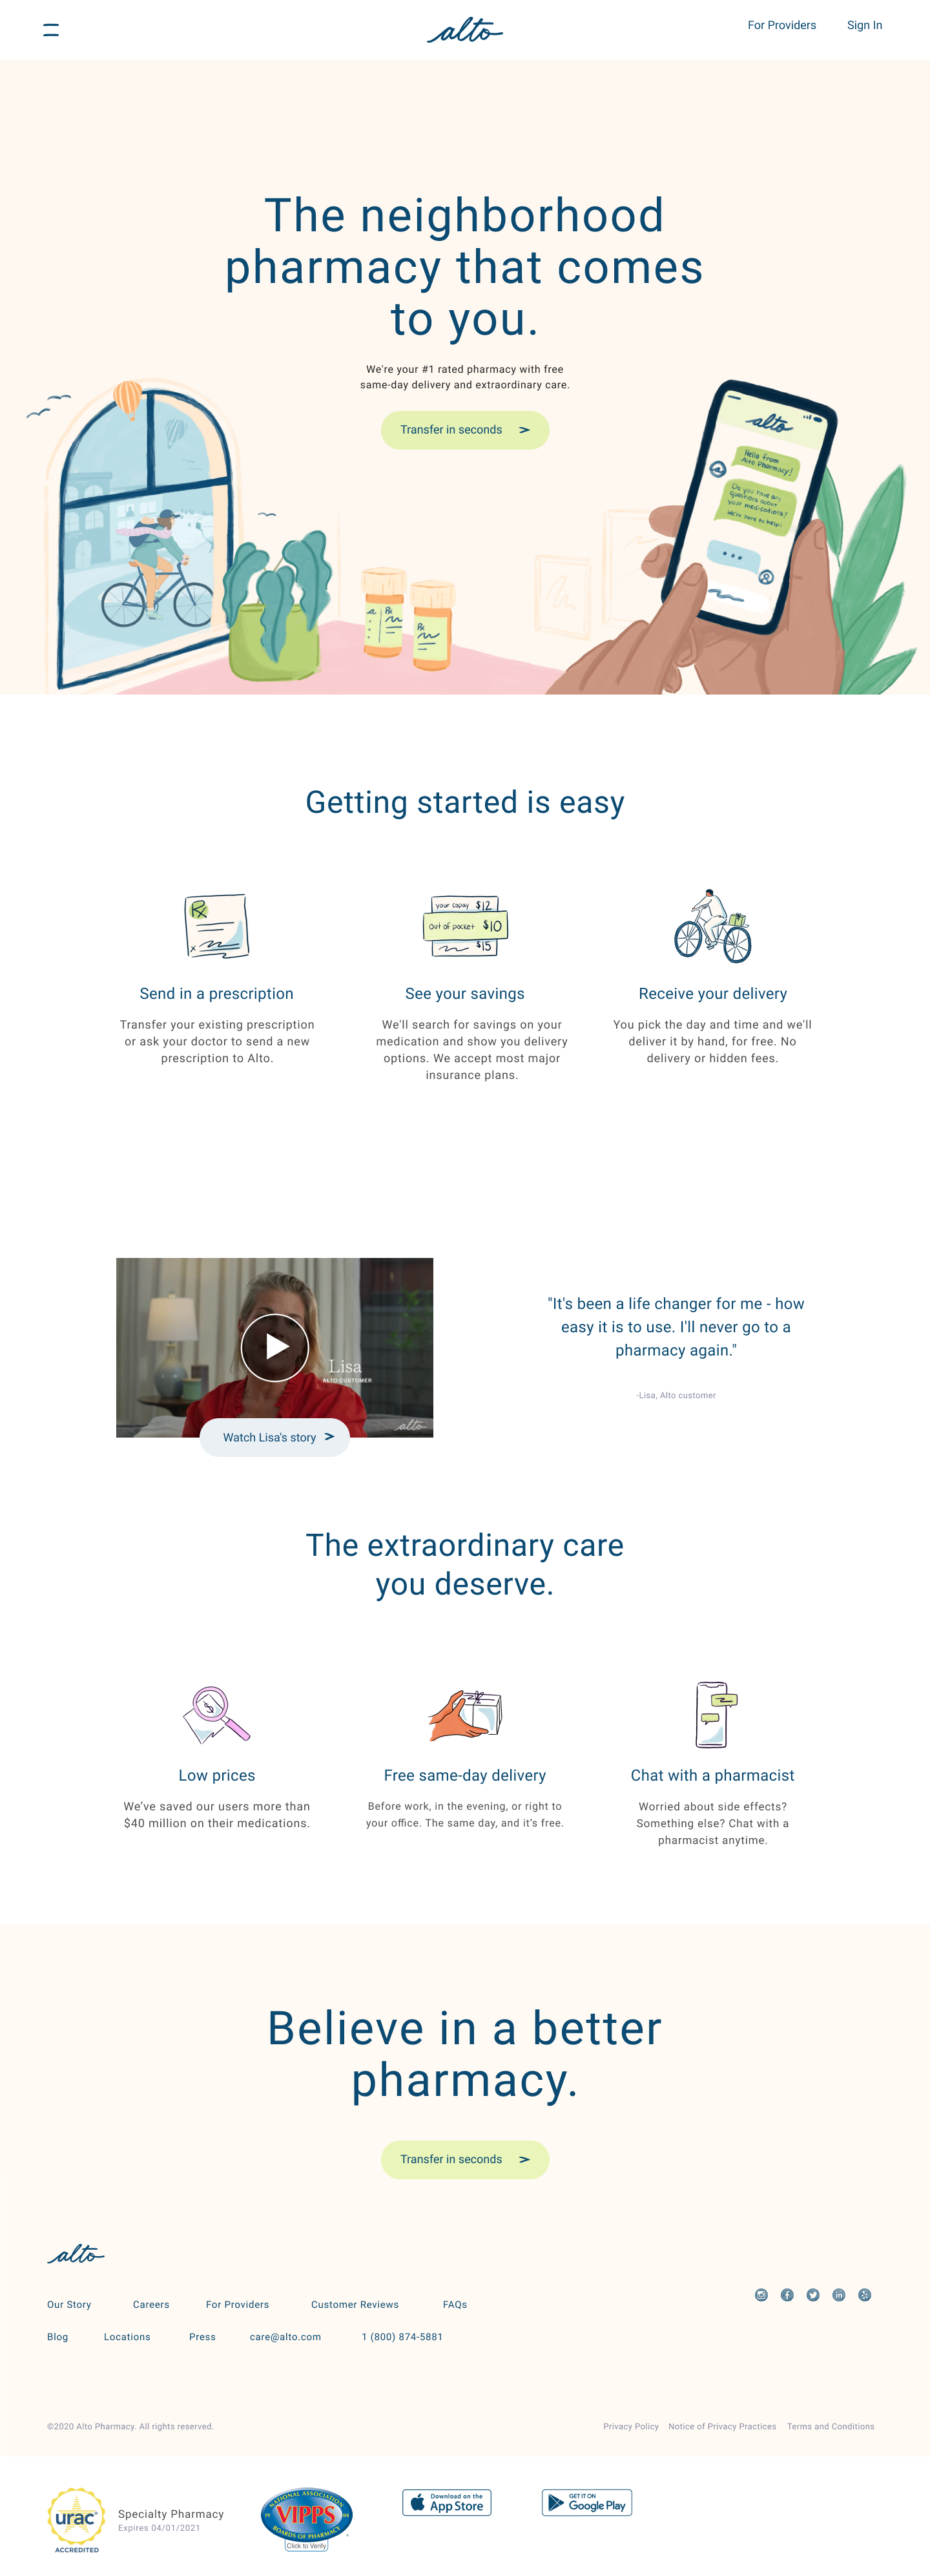 alto
For Providers
Sign In
The neighborhood
pharmacy that comes
to you.
We're your #1 rated pharmacy with free
same-day delivery and extraordinary care.
Transfer in seconds
alto
Hello from
Alto Pharmacy!
Do you have any
questions about
your medications?
We're here to help!
Rx
Rx
Getting started is easy
Rx
x
your copay $12
Out of pocket $10
$15
Send in a prescription
Transfer your existing prescription
or ask your doctor to send a new
prescription to Alto.
See your savings
We'll search for savings on your
medication and show you delivery
options. We accept most major
insurance plans.
Receive your delivery
You pick the day and time and we'll
deliver it by hand, for free. No
delivery or hidden fees.
Lisa
ALTO CUSTOMER
alto
Watch Lisa's story
"It's been a life changer for me - how
easy it is to use. I'll never go to a
pharmacy again."
-Lisa, Alto customer
The extraordinary care
you deserve.
$
Low prices
We've saved our users more than
$40 million on their medications.
Free same-day delivery
Before work, in the evening, or right to
your office. The same day, and it's free.
Chat with a pharmacist
Worried about side effects?
Something else? Chat with a
pharmacist anytime.
Believe in a better
pharmacy.
Transfer in seconds
alto
Our Story
Careers
For Providers
Customer Reviews
FAQs
Blog
Locations
Press
care@alto.com
1 (800) 874-5881
©2020 Alto Pharmacy. All rights reserved.
Privacy Policy
Notice of Privacy Practices
Terms and Conditions
urac
ACCREDITED
Specialty Pharmacy
Expires 04/01/2021
NATIONAL ASSOCIATION
19 VIPPS 04
BOARDS OF PHARMACY
Click to Verify
Download on the
App Store
GET IT ON
Google Play